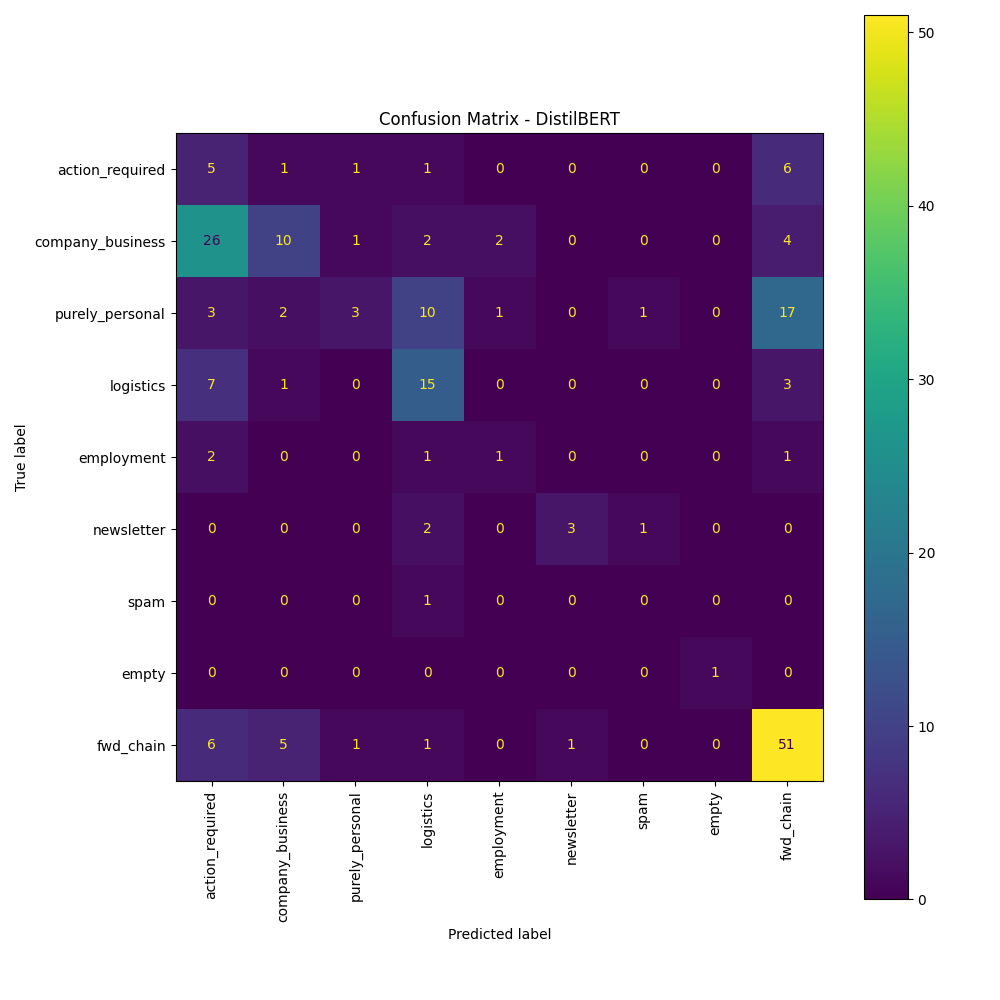 Confusion Matrix - DistilBERT
True label
action_required 5 1 1 1 0 0 0 0 6
company_business 26 10 1 2 2 0 0 0 4
purely_personal 3 2 3 10 1 0 1 0 17
logistics 7 1 0 15 0 0 0 0 3
employment 2 0 0 1 1 0 0 0 1
newsletter 0 0 0 2 0 3 1 0 0
spam 0 0 0 1 0 0 0 0 0
empty 0 0 0 0 0 0 0 1 0
fwd_chain 6 5 1 1 0 1 0 0 51
action_required company_business purely_personal logistics employment newsletter spam empty fwd_chain
Predicted label
50
40
30
20
10
0